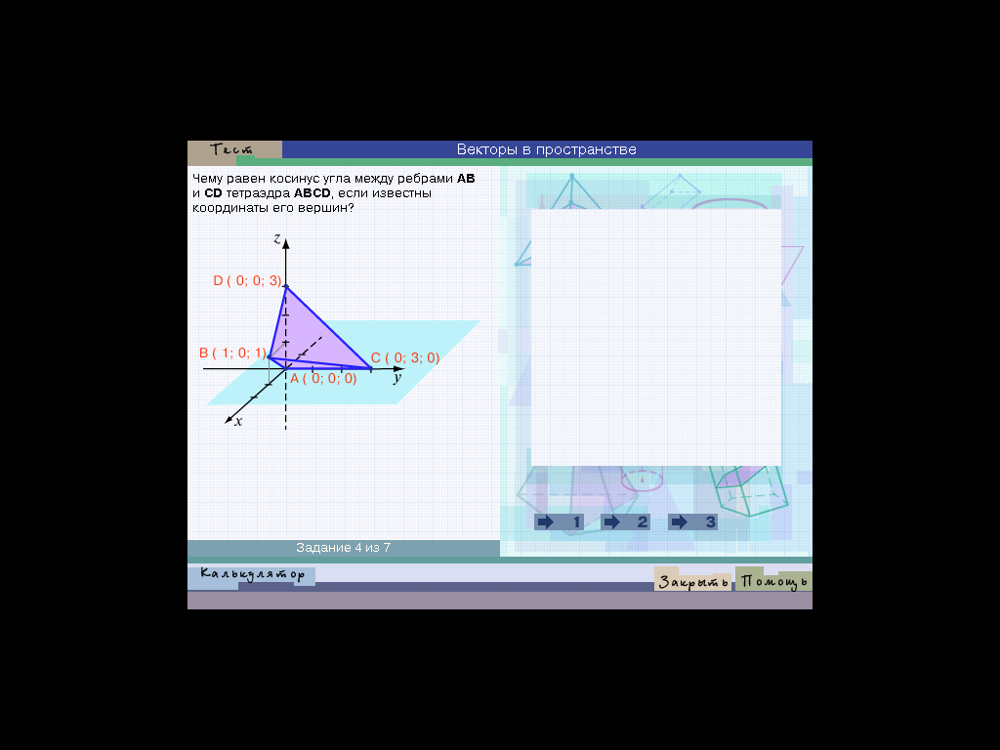 Тест
Векторы в пространстве
Чему равен косинус угла между ребрами AB
и CD тетраэдра ABCD, если известны
координаты его вершин?
z
D ( 0; 0; 3)
B ( 1; 0; 1)
C ( 0; 3; 0)
A ( 0; 0; 0)
y
x
1 2 3
Задание 4 из 7
Калькулятор
Закрыть Помощь